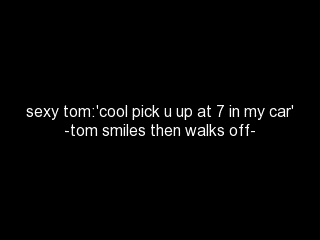 sexy tom:'cool pick u up at 7 in my car'
-tom smiles then walks off-